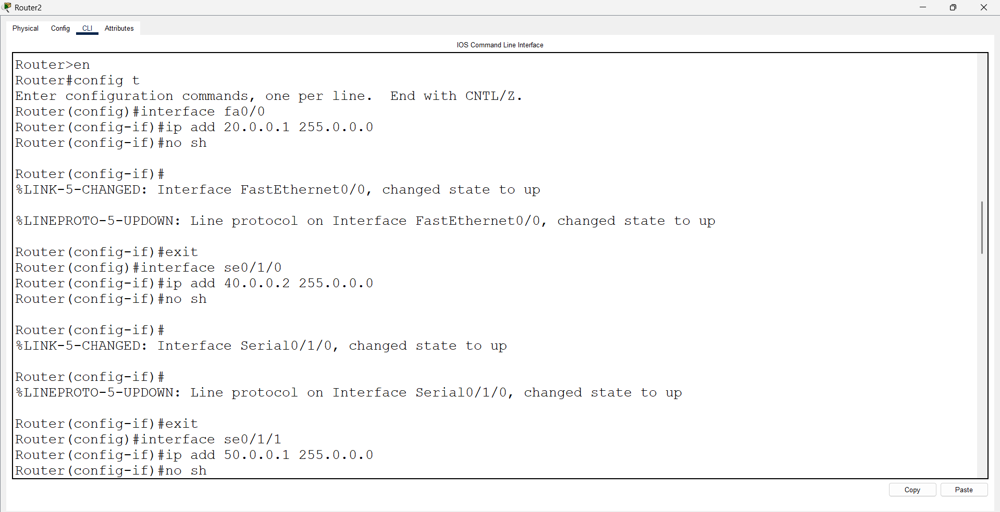 Router2
Physical Config CLI Attributes
IOS Command Line Interface
Router>en
Router#config t
Enter configuration commands, one per line.  End with CNTL/Z.
Router(config)#interface fa0/0
Router(config-if)#ip add 20.0.0.1 255.0.0.0
Router(config-if)#no sh
Router(config-if)#
%LINK-5-CHANGED: Interface FastEthernet0/0, changed state to up
%LINEPROTO-5-UPDOWN: Line protocol on Interface FastEthernet0/0, changed state to up
Router(config-if)#exit
Router(config)#interface se0/1/0
Router(config-if)#ip add 40.0.0.2 255.0.0.0
Router(config-if)#no sh
Router(config-if)#
%LINK-5-CHANGED: Interface Serial0/1/0, changed state to up
Router(config-if)#
%LINEPROTO-5-UPDOWN: Line protocol on Interface Serial0/1/0, changed state to up
Router(config-if)#exit
Router(config)#interface se0/1/1
Router(config-if)#ip add 50.0.0.1 255.0.0.0
Router(config-if)#no sh
Copy Paste